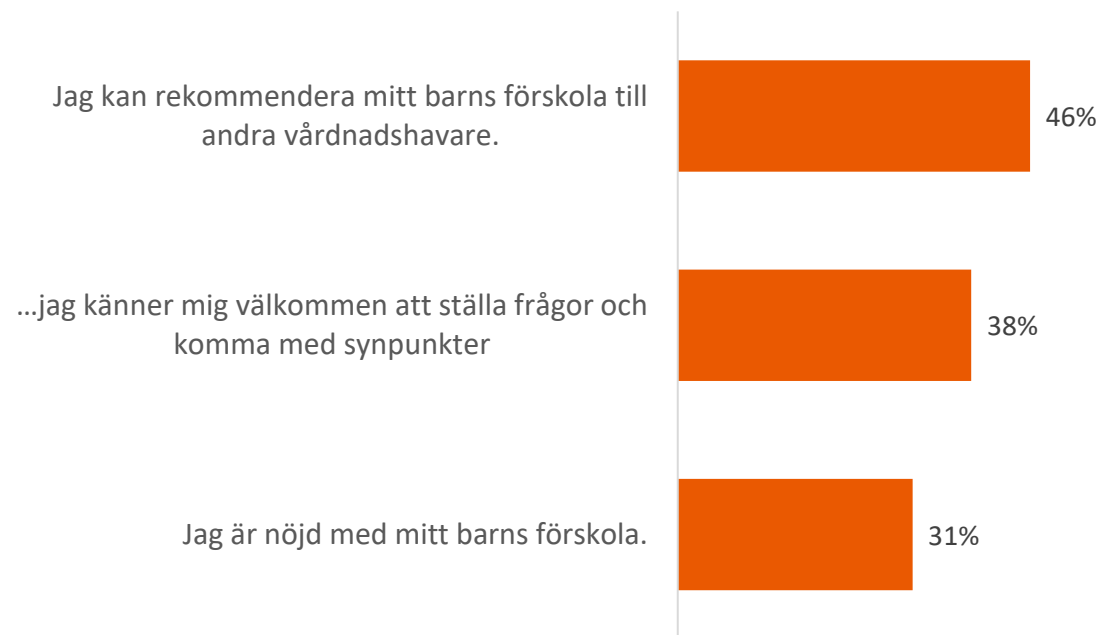 Jag kan rekommendera mitt barns förskola till
andra vårdnadshavare.
46%
…jag känner mig välkommen att ställa frågor och
komma med synpunkter
38%
Jag är nöjd med mitt barns förskola.
31%